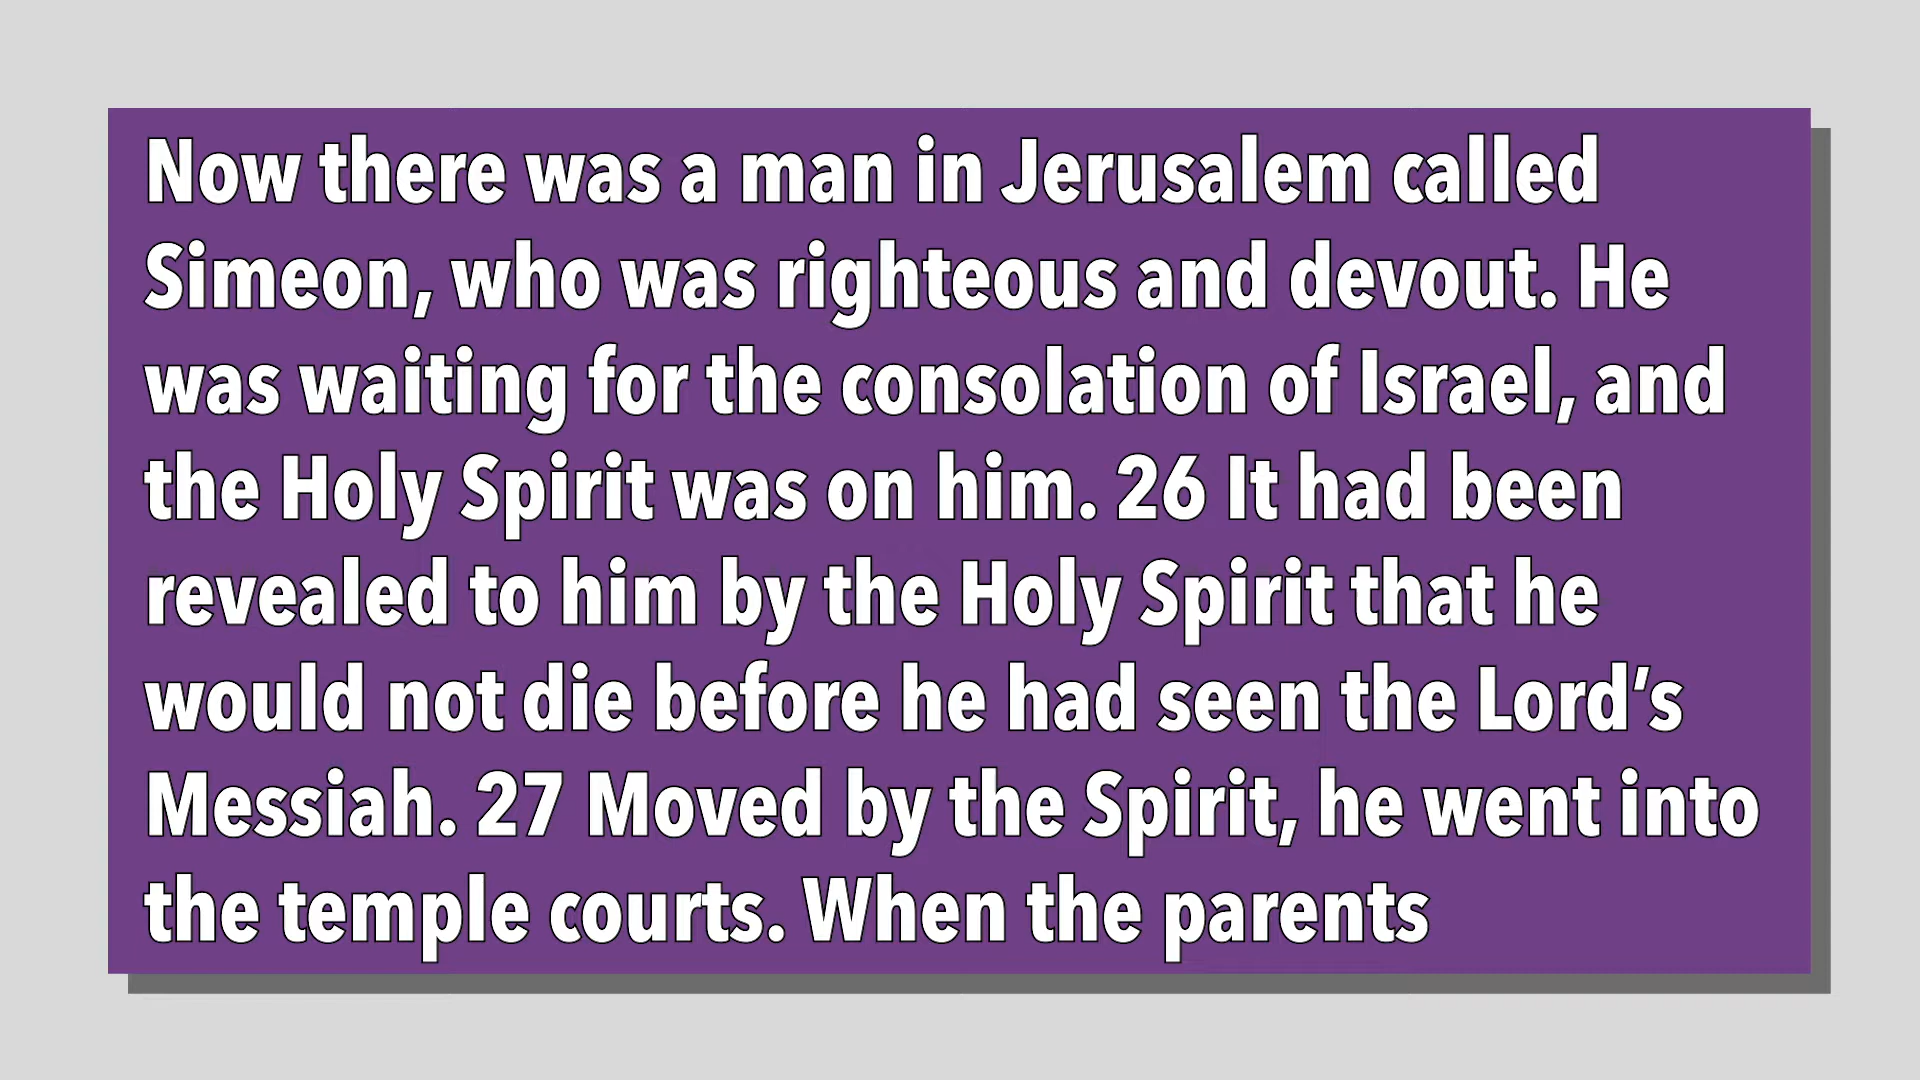 Now there was a man in Jerusalem called
Simeon, who was righteous and devout. He
was waiting for the consolation of Israel, and
the Holy Spirit was on him. 26 It had been
revealed to him by the Holy Spirit that he
would not die before he had seen the Lord’s
Messiah. 27 Moved by the Spirit, he went into
the temple courts. When the parents